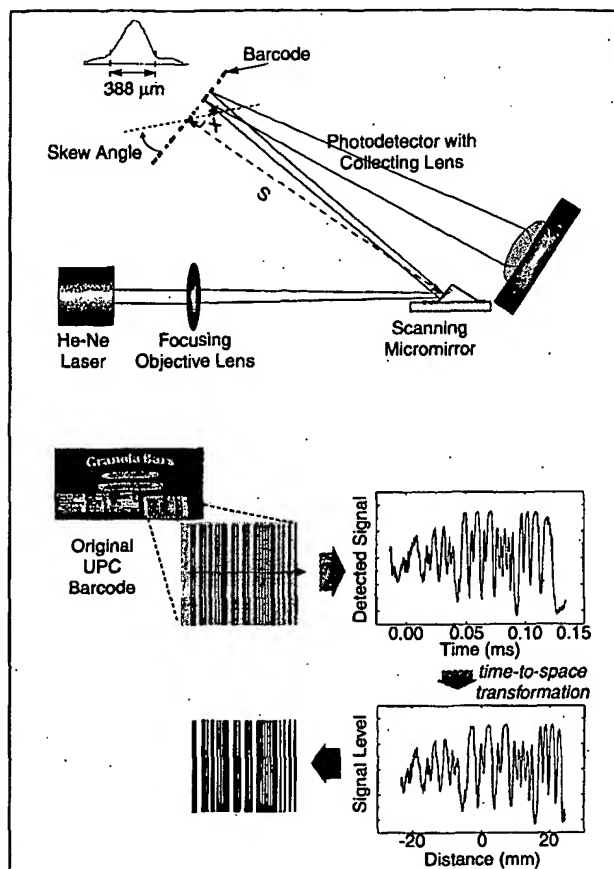 Barcode
388 µm
Photodetector with
Collecting Lens
Skew Angle
X
S
He-Ne
Laser
Focusing
Objective Lens
Scanning
Micromirror
Granola Bars
Original
UPC
Barcode
Detected Signal
0.00 0.05 0.10 0.15
Time (ms)
time-to-space
transformation
Signal Level
-20 0 20
Distance (mm)